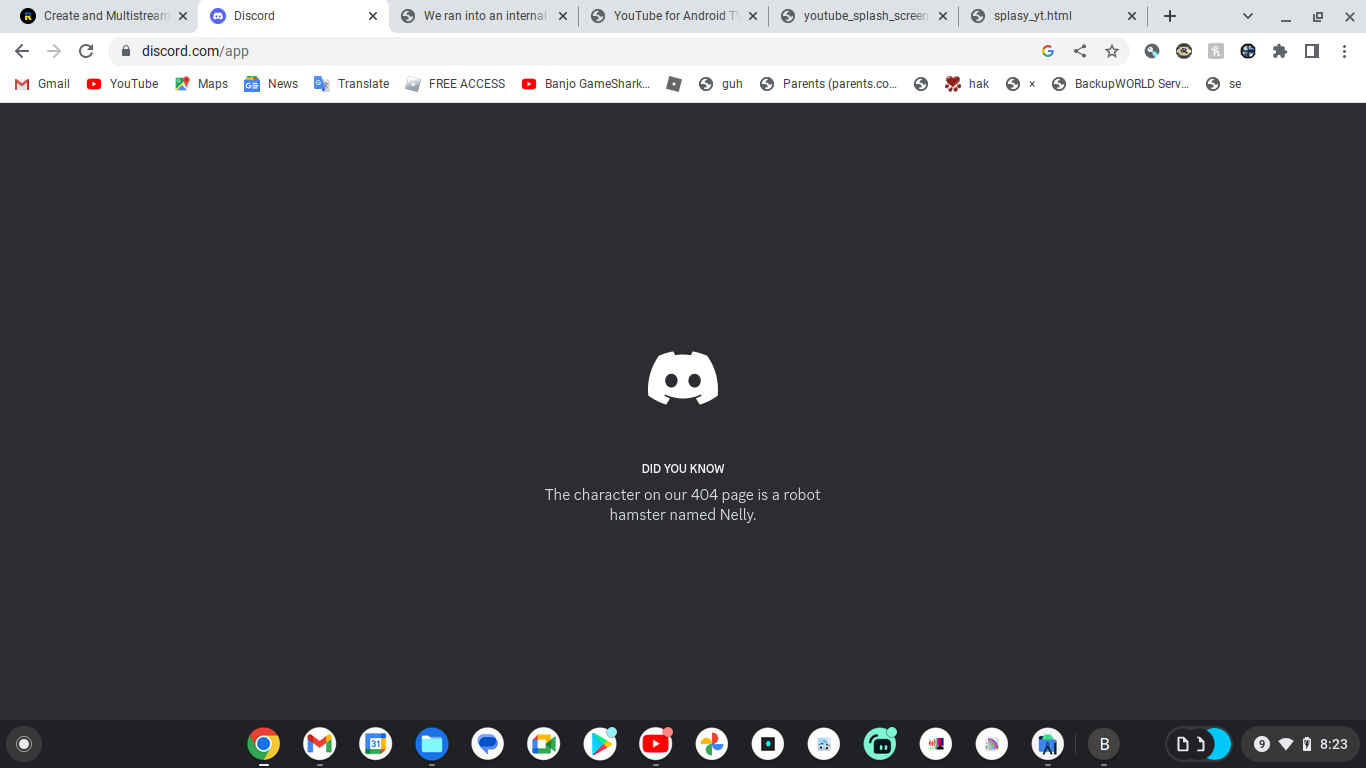 Create and Multistream
Discord
We ran into an internal
YouTube for Android TV
youtube_splash_screen
splasy_yt.html
discord.com/app
Gmail
YouTube
Maps
News
Translate
FREE ACCESS
Banjo GameShark...
guh
Parents (parents.co...
hak
×
BackupWORLD Serv...
se
DID YOU KNOW
The character on our 404 page is a robot
hamster named Nelly.
31
B
9
8:23